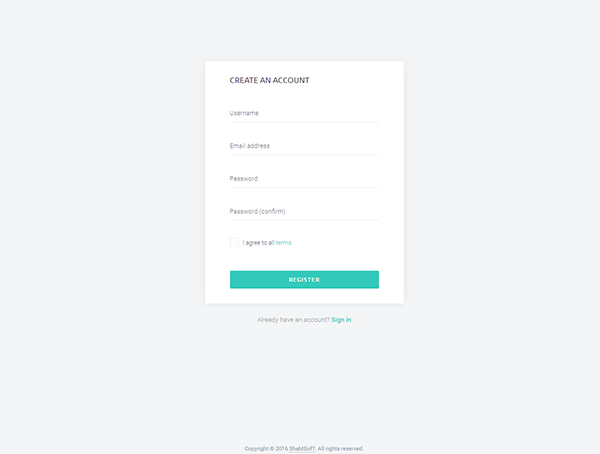 CREATE AN ACCOUNT
Username
Email address
Password
Password (confirm)
I agree to all terms
REGISTER
Already have an account? Sign in
Copyright © 2016 ShaMSofT. All rights reserved.